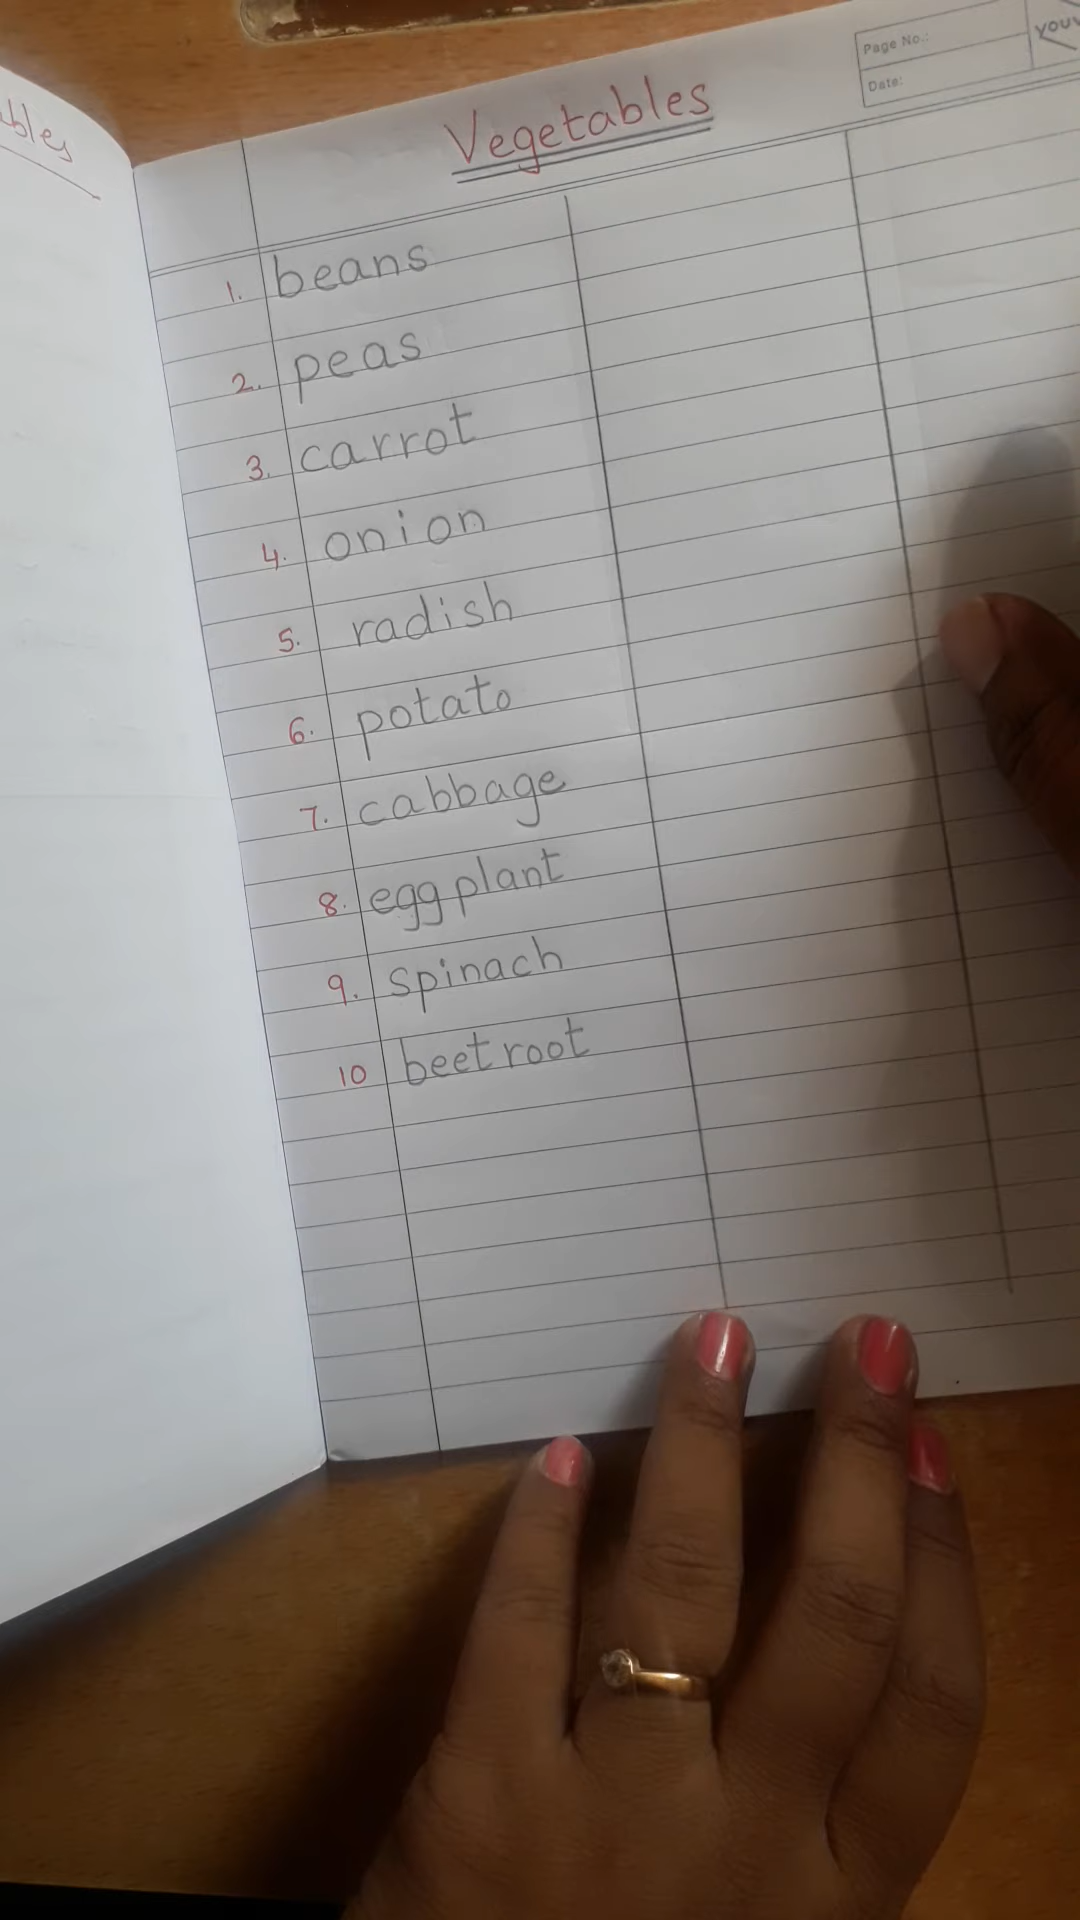 ables
Page No.:
Date:
Vegetables
1. beans
2. peas
3. carrot
4. onion
5. radish
6. potato
7. cabbage
8. egg plant
9. spinach
10 beet root